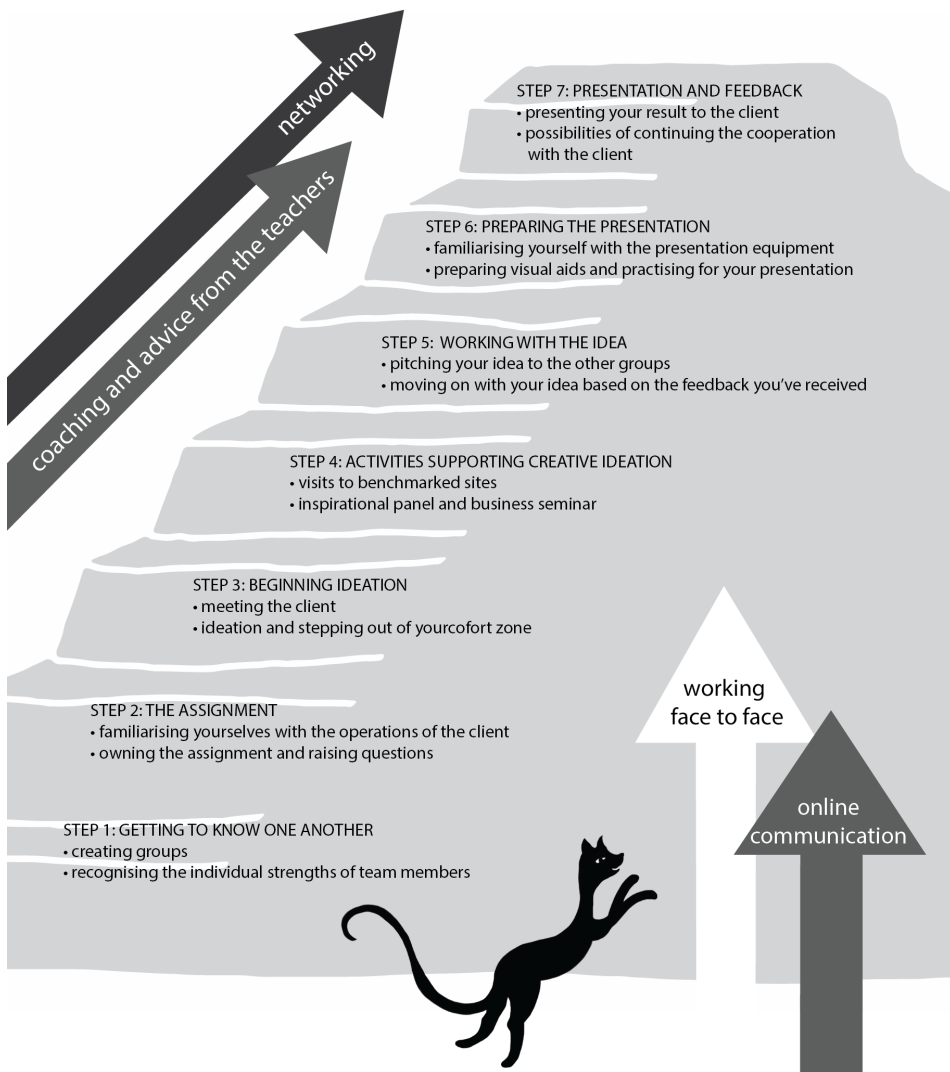 networking
coaching and advice from the teachers
STEP 7: PRESENTATION AND FEEDBACK
• presenting your result to the client
• possibilities of continuing the cooperation
with the client
STEP 6: PREPARING THE PRESENTATION
• familiarising yourself with the presentation equipment
• preparing visual aids and practising for your presentation
STEP 5: WORKING WITH THE IDEA
• pitching your idea to the other groups
• moving on with your idea based on the feedback you've received
STEP 4: ACTIVITIES SUPPORTING CREATIVE IDEATION
• visits to benchmarked sites
• inspirational panel and business seminar
STEP 3: BEGINNING IDEATION
• meeting the client
• ideation and stepping out of yourcofort zone
STEP 2: THE ASSIGNMENT
• familiarising yourselves with the operations of the client
• owning the assignment and raising questions
STEP 1: GETTING TO KNOW ONE ANOTHER
• creating groups
• recognising the individual strengths of team members
working
face to face
online
communication